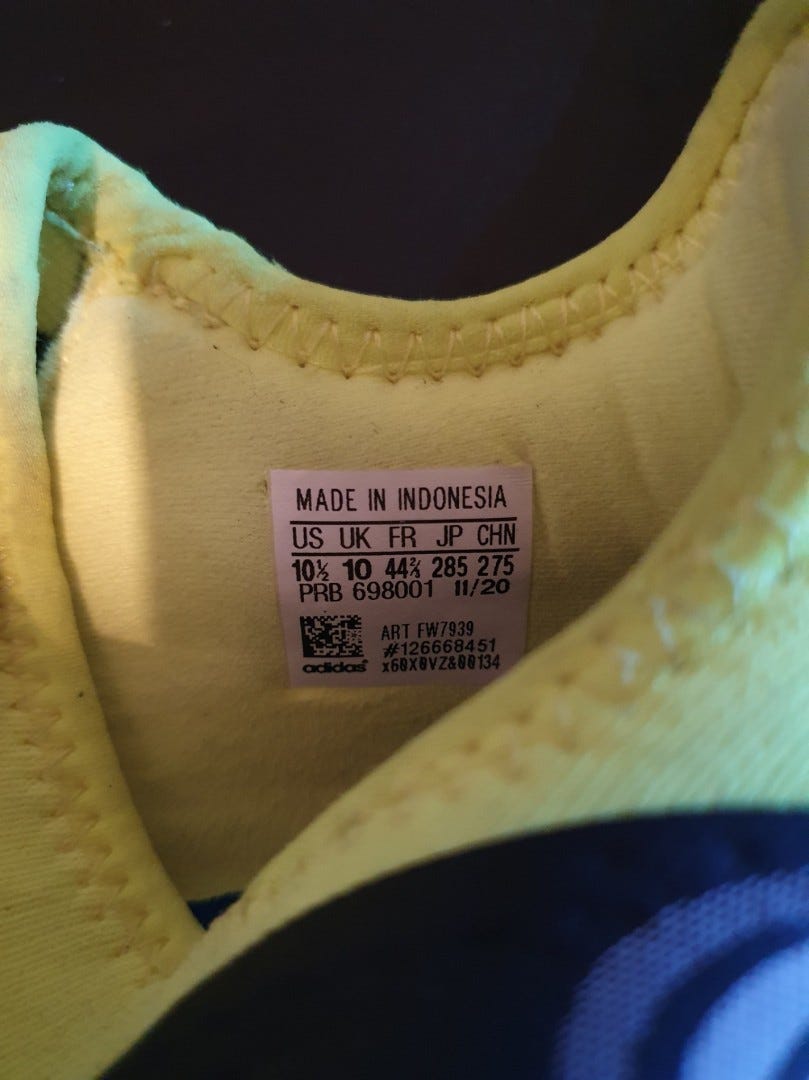 MADE IN INDONESIA
US UK FR JP CHN
10½ 10 44⅔ 285 275
PRB 698001 11/20
ART FW7939
#126668451
adidas x60X0VZ&00134